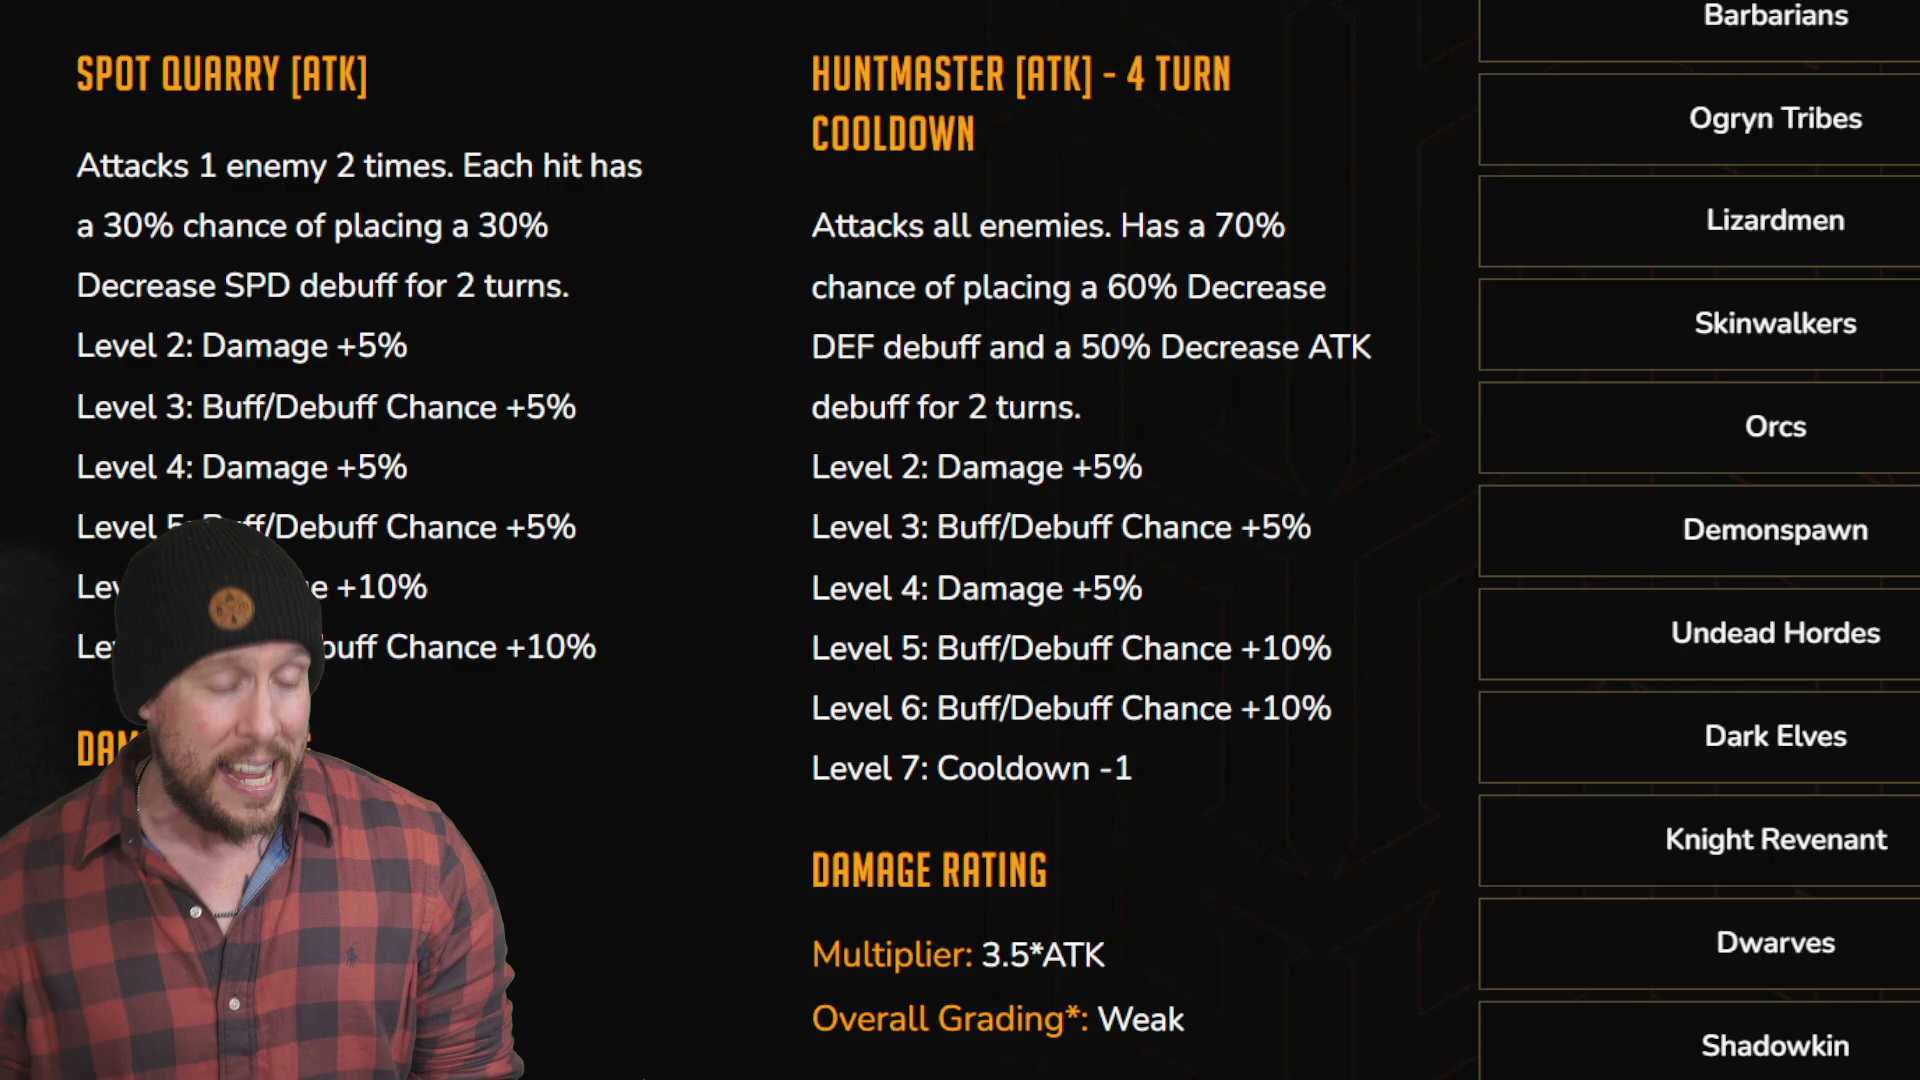 SPOT QUARRY [ATK]
Attacks 1 enemy 2 times. Each hit has
a 30% chance of placing a 30%
Decrease SPD debuff for 2 turns.
Level 2: Damage +5%
Level 3: Buff/Debuff Chance +5%
Level 4: Damage +5%
Level /Debuff Chance +5%
+10%
Chance +10%
HUNTMASTER [ATK] - 4 TURN
COOLDOWN
Attacks all enemies. Has a 70%
chance of placing a 60% Decrease
DEF debuff and a 50% Decrease ATK
debuff for 2 turns.
Level 2: Damage +5%
Level 3: Buff/Debuff Chance +5%
Level 4: Damage +5%
Level 5: Buff/Debuff Chance +10%
Level 6: Buff/Debuff Chance +10%
Level 7: Cooldown -1
DAMAGE RATING
Multiplier: 3.5*ATK
Overall Grading*: Weak
Barbarians
Ogryn Tribes
Lizardmen
Skinwalkers
Orcs
Demonspawn
Undead Hordes
Dark Elves
Knight Revenant
Dwarves
Shadowkin